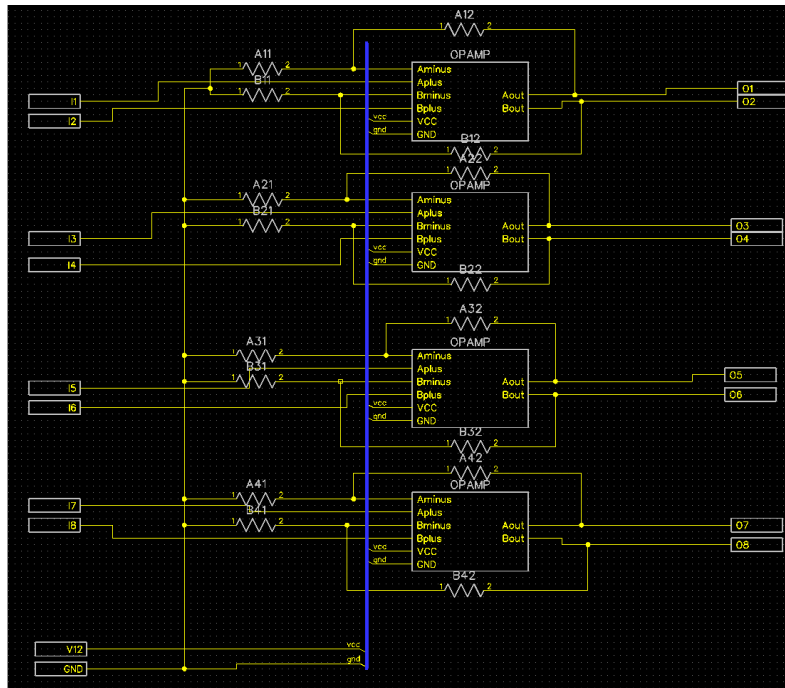 A12
1 2
A11 OPAMP
1 2 Aminus
B11 Aplus
I1 1 2 Bminus Aout O1
I2 Bplus Bout O2
vcc VCC
gnd GND
B12
1 2
A22
1 2
A21 OPAMP
1 2 Aminus
B21 Aplus
I3 1 2 Bminus Aout O3
Bplus Bout O4
I4 vcc VCC
gnd GND
B22
1 2
A32
1 2
A31 OPAMP
1 2 Aminus
B31 Aplus
I5 1 2 Bminus Aout O5
Bplus Bout O6
I6 vcc VCC
gnd GND
B32
1 2
A42
1 2
A41 OPAMP
1 2 Aminus
I7 B41 Aplus
I8 1 2 Bminus Aout O7
Bplus Bout O8
vcc VCC
gnd GND
B42
1 2
V12 vcc
GND gnd